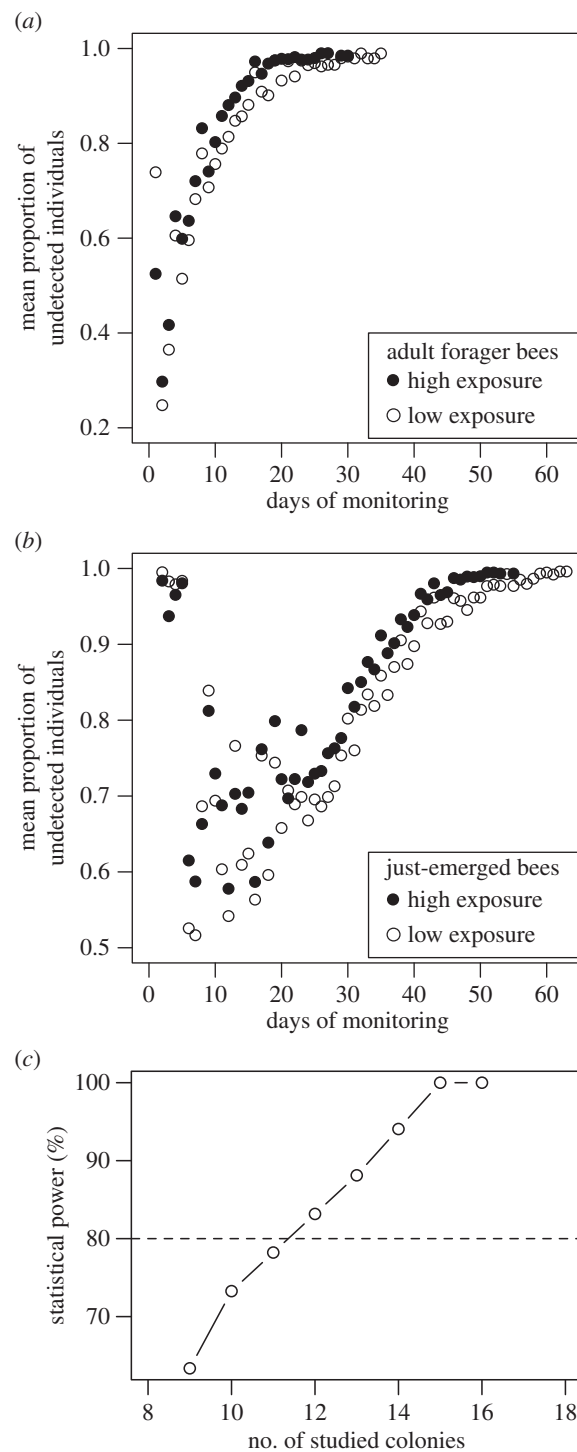 (a)
1.0
0.8
0.6
0.4
0.2
mean proportion of
undetected individuals
adult forager bees
high exposure
low exposure
0 10 20 30 40 50 60
days of monitoring
(b)
1.0
0.9
0.8
0.7
0.6
0.5
mean proportion of
undetected individuals
just-emerged bees
high exposure
low exposure
0 10 20 30 40 50 60
days of monitoring
(c)
100
90
80
70
statistical power (%)
8 10 12 14 16 18
no. of studied colonies